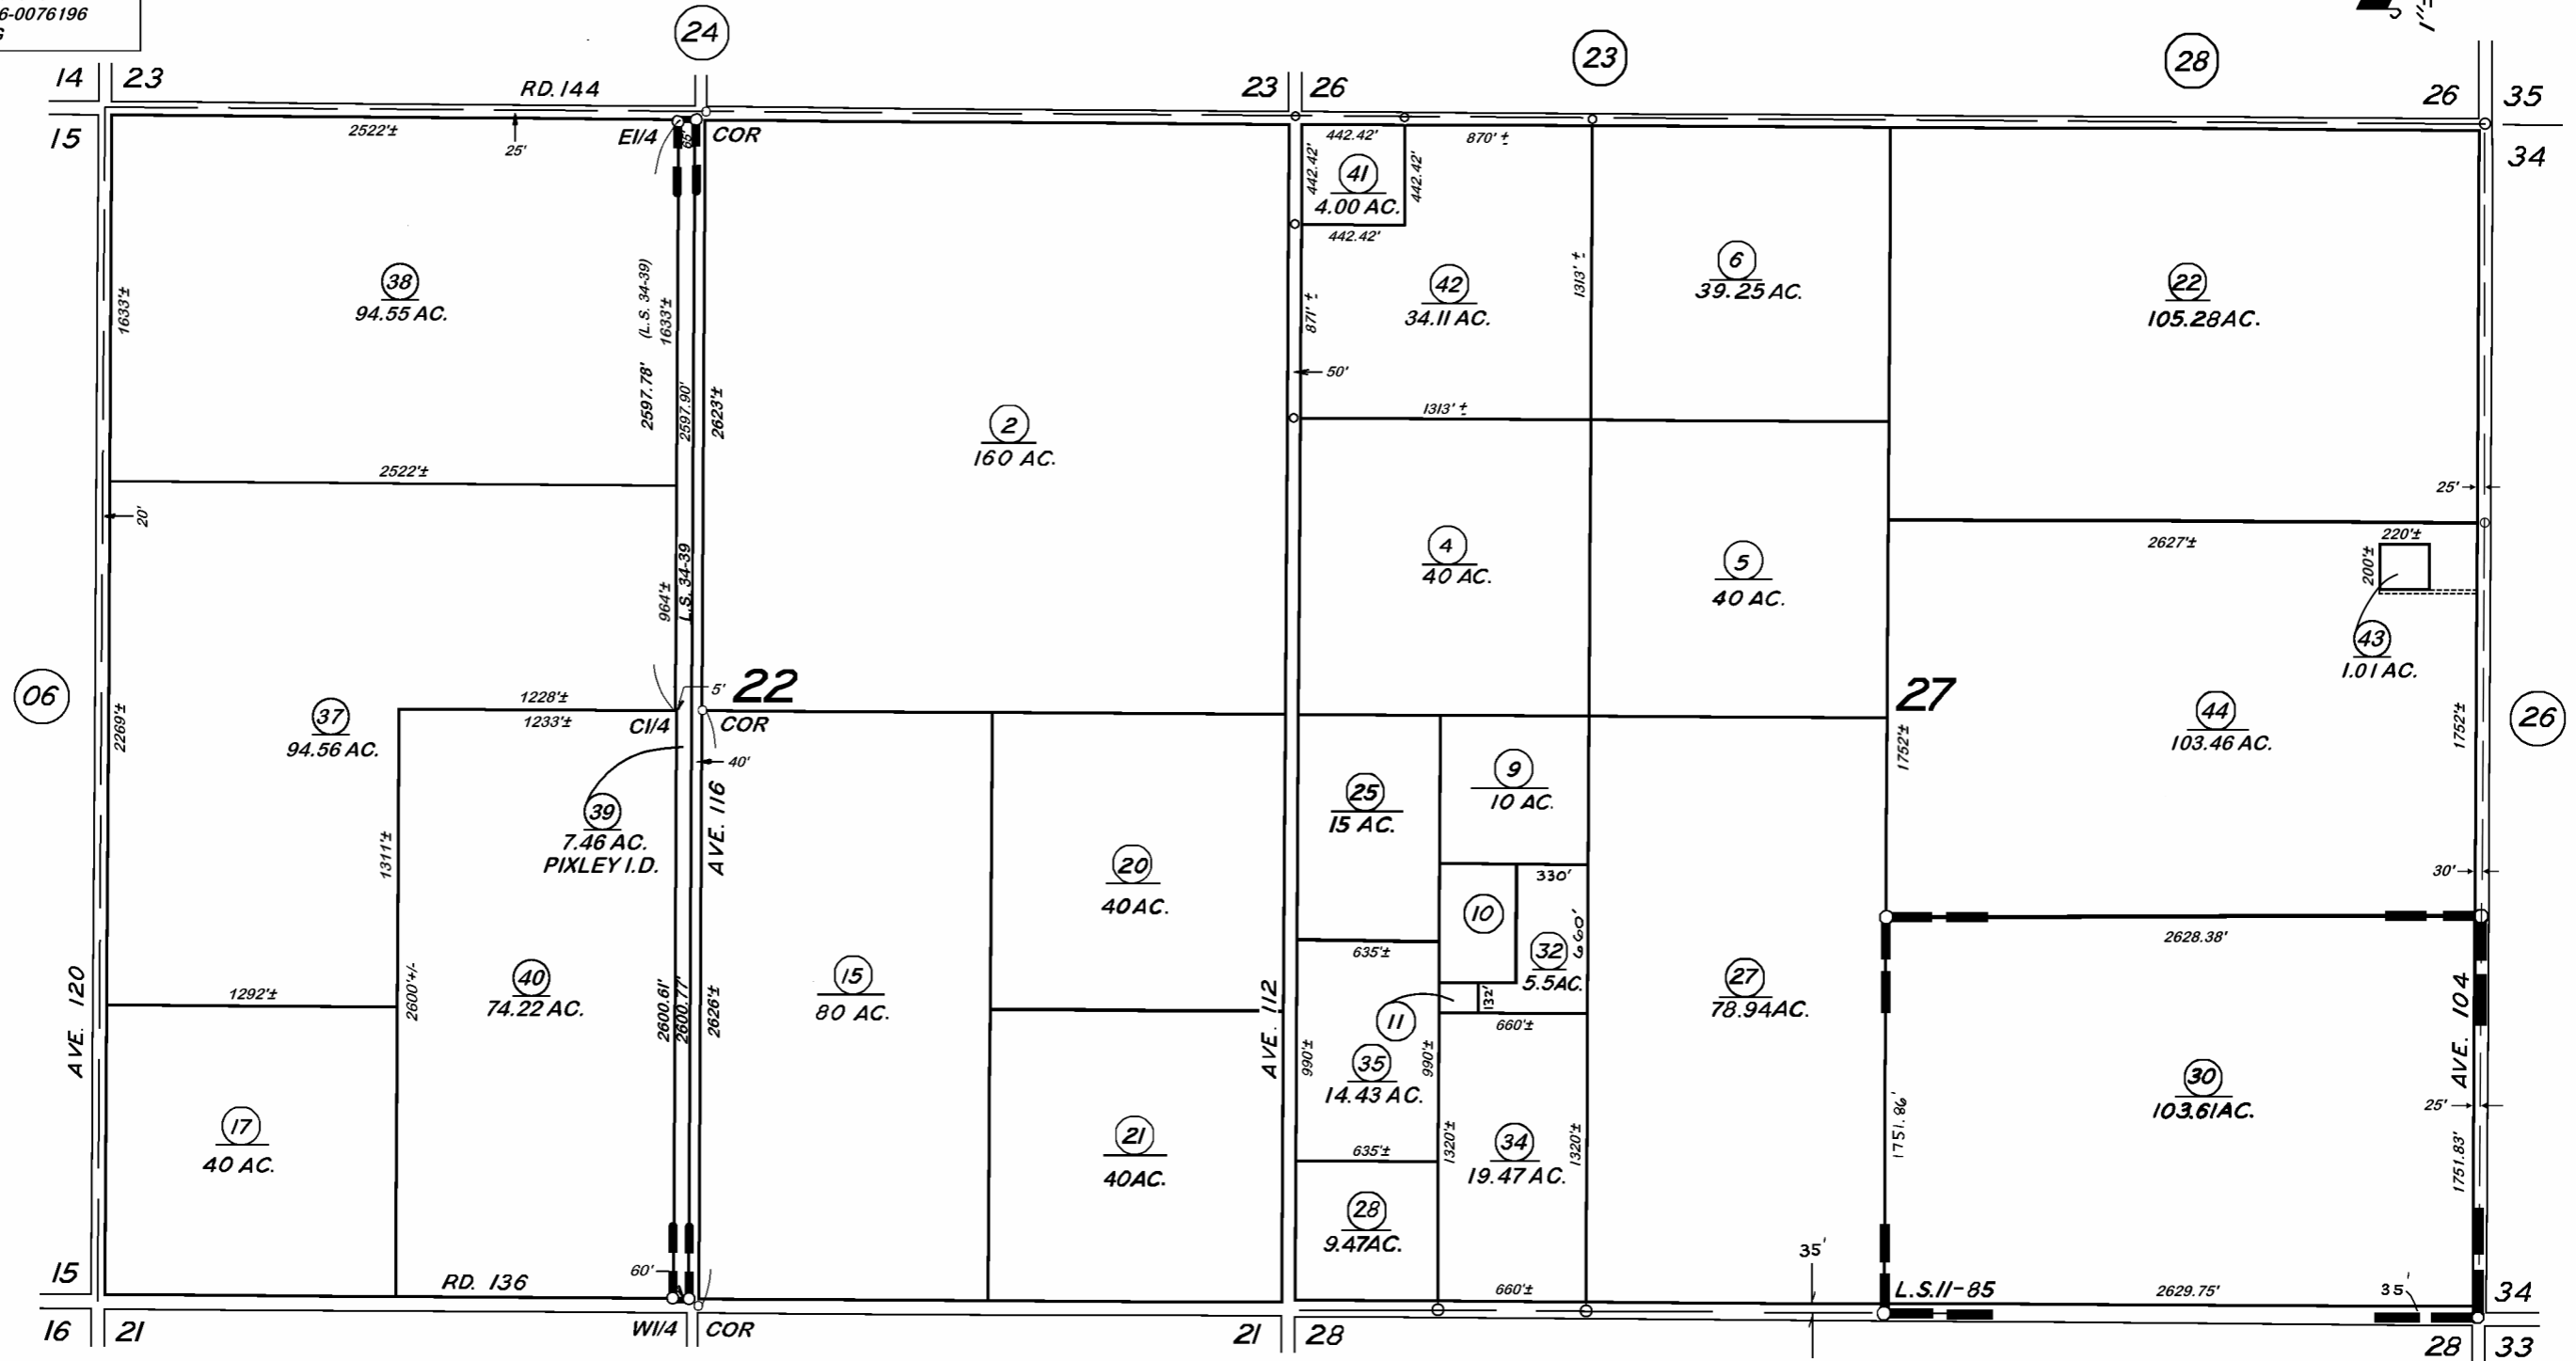 6-0076196
G
24
23
28
1"=
14 23
RD. 144
23 26
26 35
15
34
2522'±
25'
E1/4 COR
65'
442.42'
870' ±
442.42'
442.42'
442.42'
41
4.00 AC.
38
94.55 AC.
1633'±
(L.S. 34-39)
1633'±
2597.78'
2597.90'
2623'±
2
160 AC.
871' ±
50'
42
34.11 AC.
1313' ±
1313' ±
6
39.25 AC.
22
105.28 AC.
25'
2522'±
20'
964'±
L.S. 34-39
4
40 AC.
5
40 AC.
2627'±
220'±
200'±
43
1.01 AC.
06
2269'±
37
94.56 AC.
1228'±
1233'±
C1/4 COR
5'
22
40'
39
7.46 AC.
PIXLEY I.D.
AVE. 116
1311'±
20
40 AC.
25
15 AC.
9
10 AC.
27
1752'±
44
103.46 AC.
1752'±
26
30'
330'
10
660'
32
5.5 AC.
132'
11
660'±
635'±
2628.38'
AVE. 120
1292'±
2600'+/-
40
74.22 AC.
2600.61'
2600.77'
2626'±
15
80 AC.
AVE. 112
990'±
35
14.43 AC.
990'±
27
78.94 AC.
AVE. 104
30
103.61 AC.
25'
17
40 AC.
21
40 AC.
635'±
1320'±
34
19.47 AC.
1320'±
1751.86'
1751.83'
28
9.47 AC.
35'
60'
15
RD. 136
660'±
L.S. 11-85
2629.75'
35'
34
16 21
W1/4 COR
21 28
28 33